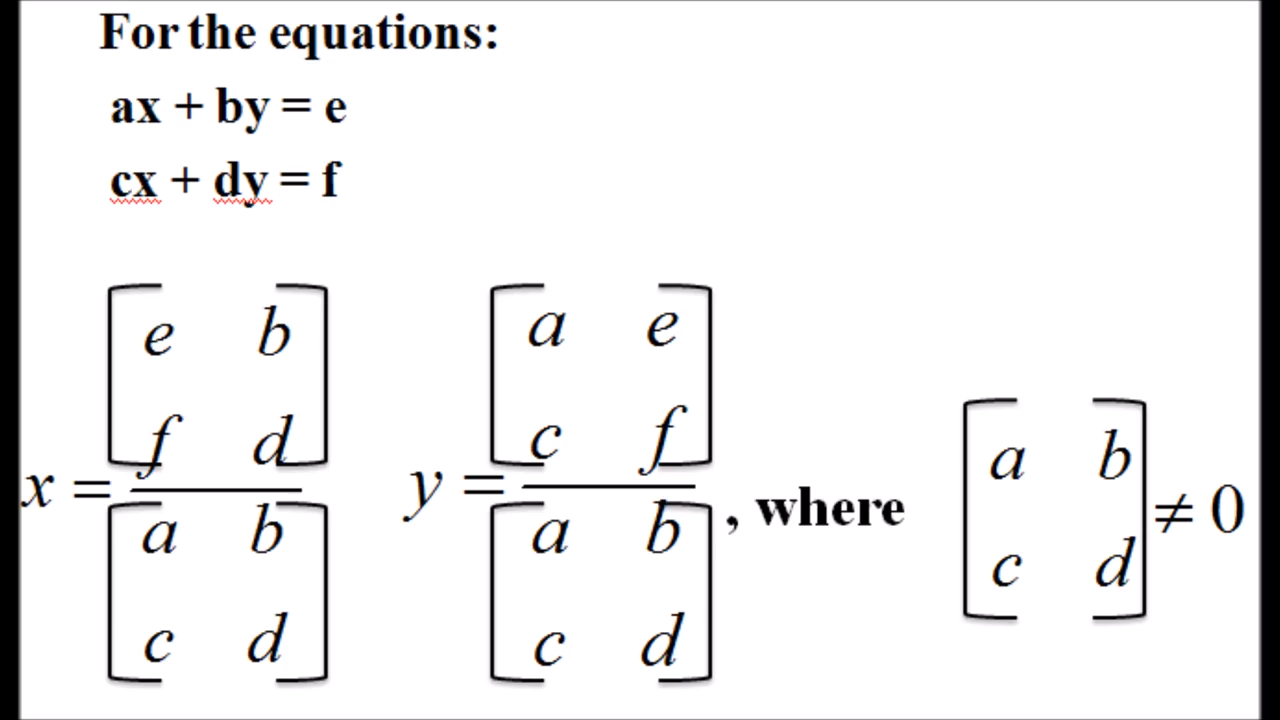 For the equations:
ax + by = e
cx + dy = f
e b a e
f d c f a b
x = y = , where ≠ 0
a b a b c d
c d c d